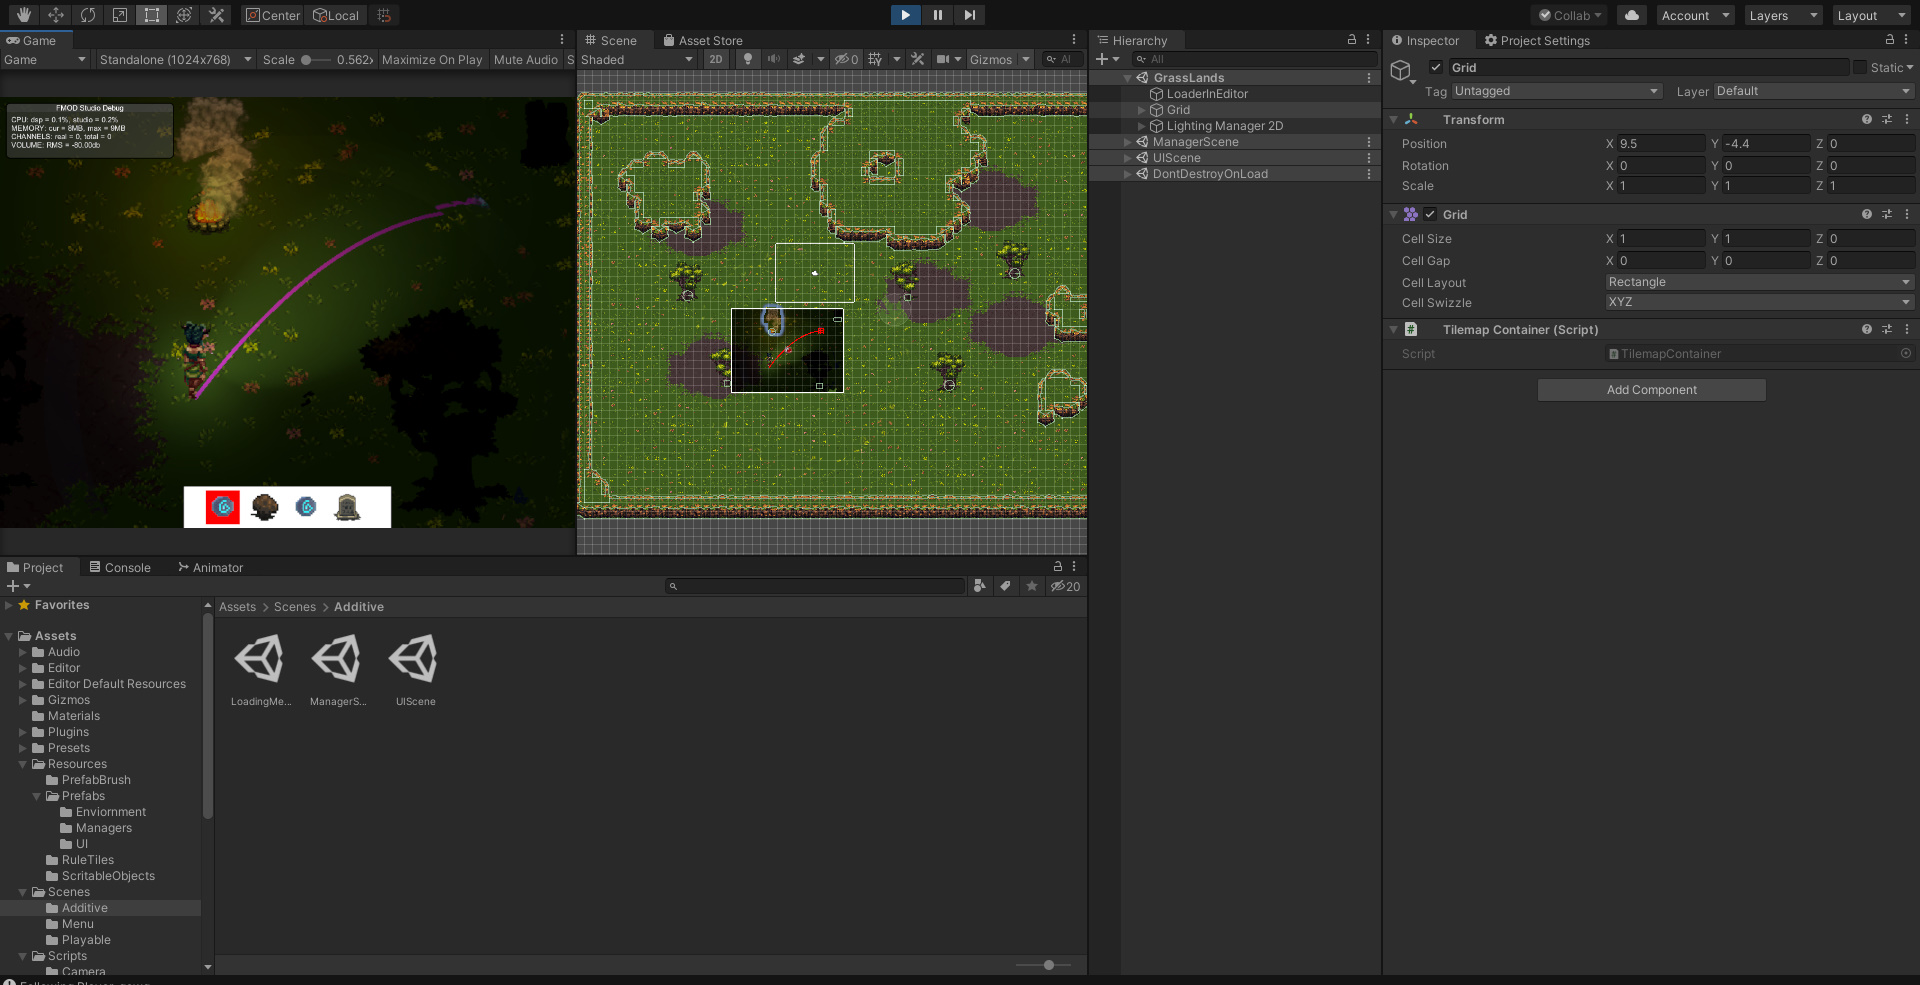 Center
Local
Collab
Account
Layers
Layout
Game
Game
Standalone (1024x768)
Scale
0.562x
Maximize On Play
Mute Audio
S
FMOD Studio Debug
CPU: dsp = 0.1%, studio = 0.2%
MEMORY: cur = 8MB, max = 9MB
CHANNELS: real = 0, total = 0
VOLUME: RMS = -80.00db
Scene
Asset Store
Shaded
2D
0
Gizmos
Al
Hierarchy
All
GrassLands
LoaderInEditor
Grid
Lighting Manager 2D
ManagerScene
UIScene
DontDestroyOnLoad
Inspector
Project Settings
Grid
Static
Tag
Untagged
Layer
Default
Transform
Position X 9.5 Y -4.4 Z 0
Rotation X 0 Y 0 Z 0
Scale X 1 Y 1 Z 1
Grid
Cell Size X 1 Y 1 Z 0
Cell Gap X 0 Y 0 Z 0
Cell Layout Rectangle
Cell Swizzle XYZ
Tilemap Container (Script)
Script TilemapContainer
Add Component
Project
Console
Animator
20
Favorites
Assets
Audio
Editor
Editor Default Resources
Gizmos
Materials
Plugins
Presets
Resources
PrefabBrush
Prefabs
Enviornment
Managers
UI
RuleTiles
ScritableObjects
Scenes
Additive
Menu
Playable
Scripts
Camera
Assets > Scenes > Additive
LoadingMe...
ManagerS...
UIScene